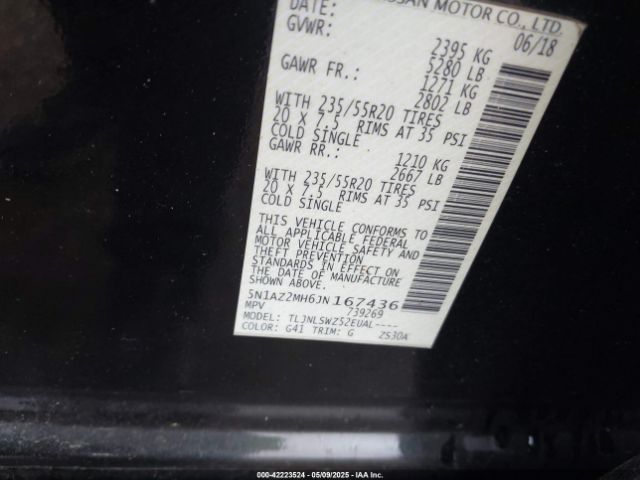 SSAN MOTOR CO., LTD.
DATE: 06/18
GVWR: 2395 KG
5280 LB
GAWR FR.: 1271 KG
2802 LB
WITH 235/55R20 TIRES
20 X 7.5 RIMS AT 35 PSI
COLD SINGLE
GAWR RR.: 1210 KG
2667 LB
WITH 235/55R20 TIRES
20 X 7.5 RIMS AT 35 PSI
COLD SINGLE
THIS VEHICLE CONFORMS TO
ALL APPLICABLE FEDERAL
MOTOR VEHICLE SAFETY AND
THEFT PREVENTION
STANDARDS IN EFFECT ON
THE DATE OF MANUFACTURE
SHOWN ABOVE.
5N1AZ2MH6JN167436
MPV 739269
MODEL: TLJNLSWZ52EUAL----
COLOR: G41 TRIM: G ZS30A
000-42223524 - 05/09/2025 - IAA Inc.